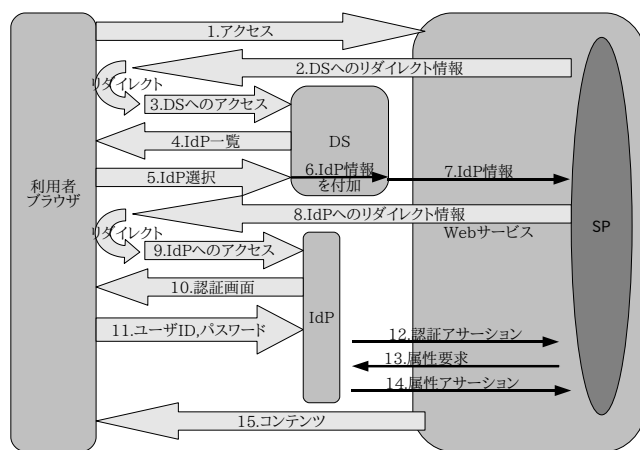 1.アクセス
2.DSへのリダイレクト情報
リダイレクト
3.DSへのアクセス
4.IdP一覧
DS
5.IdP選択
6.IdP情報
を付加
7.IdP情報
利用者
ブラウザ
8.IdPへのリダイレクト情報
リダイレクト
Webサービス
SP
9.IdPへのアクセス
10.認証画面
IdP
11.ユーザID,パスワード
12.認証アサーション
13.属性要求
14.属性アサーション
15.コンテンツ